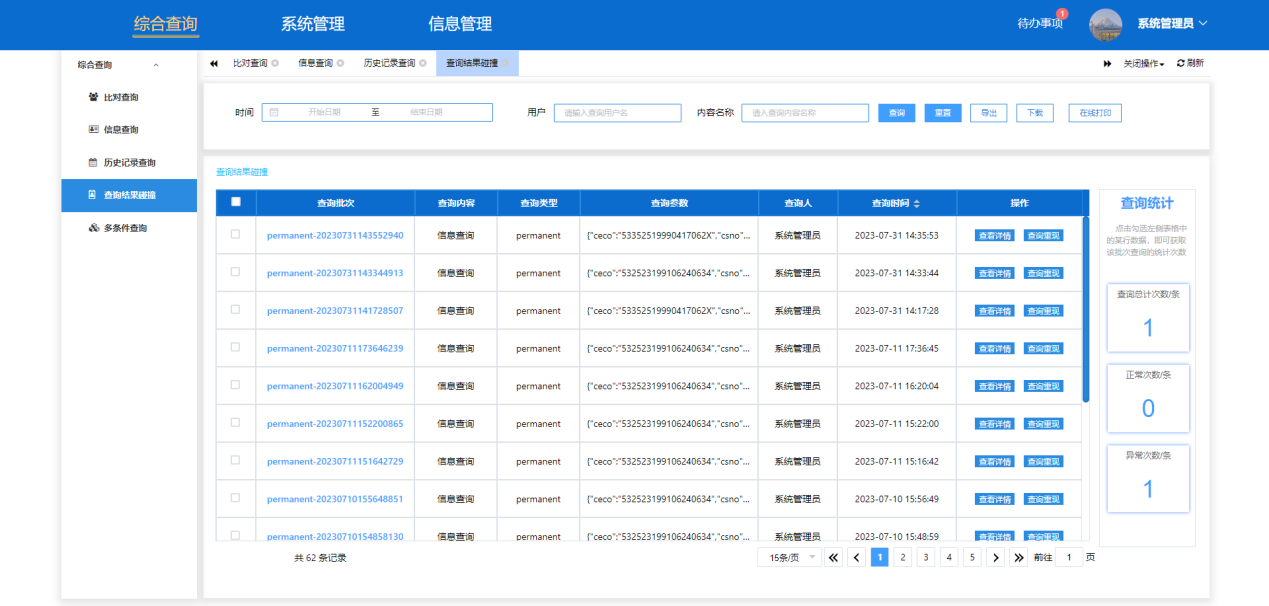 综合查询 系统管理 信息管理 待办事项 1 系统管理员
综合查询
比对查询
信息查询
历史记录查询
查询结果碰撞
多条件查询
比对查询 信息查询 历史记录查询 查询结果碰撞 关闭操作 刷新
时间 开始日期 至 结束日期 用户 请输入查询用户名 内容名称 请入查询内容名称 查询 重置 导出 下载 在线打印
查询结果碰撞
查询批次 查询内容 查询类型 查询参数 查询人 查询时间 操作
permanent-20230731143552940 信息查询 permanent {"ceco":"53352519990417062X","csno"... 系统管理员 2023-07-31 14:35:53 查看详情 查询重现
permanent-20230731143344913 信息查询 permanent {"ceco":"532523199106240634","csno"... 系统管理员 2023-07-31 14:33:44 查看详情 查询重现
permanent-20230731141728507 信息查询 permanent {"ceco":"53352519990417062X","csno"... 系统管理员 2023-07-31 14:17:28 查看详情 查询重现
permanent-20230711173646239 信息查询 permanent {"ceco":"532523199106240634","csno"... 系统管理员 2023-07-11 17:36:45 查看详情 查询重现
permanent-20230711162004949 信息查询 permanent {"ceco":"532523199106240634","csno"... 系统管理员 2023-07-11 16:20:04 查看详情 查询重现
permanent-20230711152200865 信息查询 permanent {"ceco":"532523199106240634","csno"... 系统管理员 2023-07-11 15:22:00 查看详情 查询重现
permanent-20230711151642729 信息查询 permanent {"ceco":"532523199106240634","csno"... 系统管理员 2023-07-11 15:16:42 查看详情 查询重现
permanent-20230710155648851 信息查询 permanent {"ceco":"532523199106240634","csno"... 系统管理员 2023-07-10 15:56:49 查看详情 查询重现
permanent-20230710154858130 信息查询 permanent {"ceco":"532523199106240634","csno"... 系统管理员 2023-07-10 15:48:59 查看详情 查询重现
共 62 条记录 15条/页 1 2 3 4 5 前往 1 页
查询统计
点击勾选左侧表格中
的某行数据，即可获取
该批次查询的统计次数
查询总计次数/条
1
正常次数/条
0
异常次数/条
1